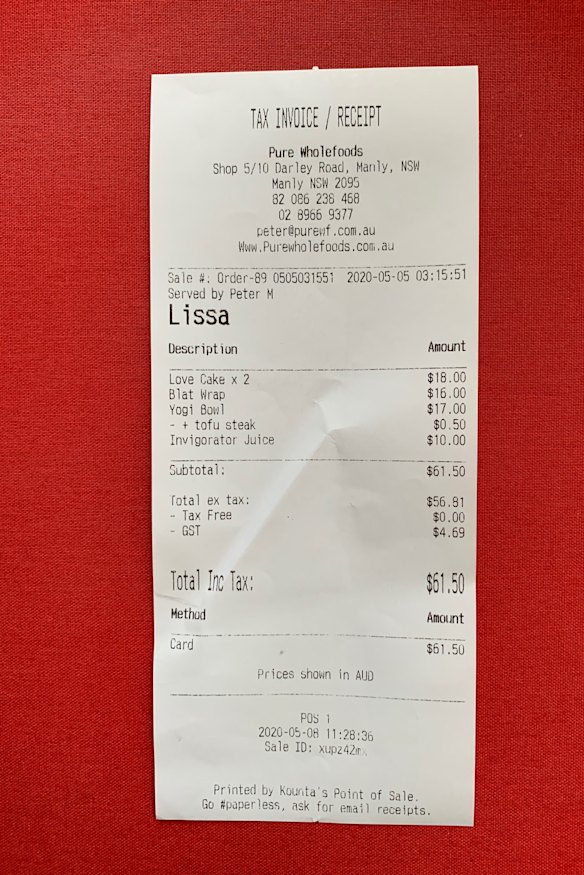 TAX INVOICE / RECEIPT
Pure Wholefoods
Shop 5/10 Darley Road, Manly, NSW
Manly NSW 2095
82 086 236 468
02 8966 9377
peter@purewf.com.au
Www.Purewholefoods.com.au
Sale #: Order-89 0505031551 2020-05-05 03:15:51
Served by Peter M
Lissa
Description Amount
Love Cake x 2 $18.00
Blat Wrap $16.00
Yogi Bowl $17.00
- + tofu steak $0.50
Invigorator Juice $10.00
Subtotal: $61.50
Total ex tax: $56.81
- Tax Free $0.00
- GST $4.69
Total Inc Tax: $61.50
Method Amount
Card $61.50
Prices shown in AUD
POS 1
2020-05-08 11:28:36
Sale ID: xupz42mx
Printed by Kounta's Point of Sale.
Go #paperless, ask for email receipts.